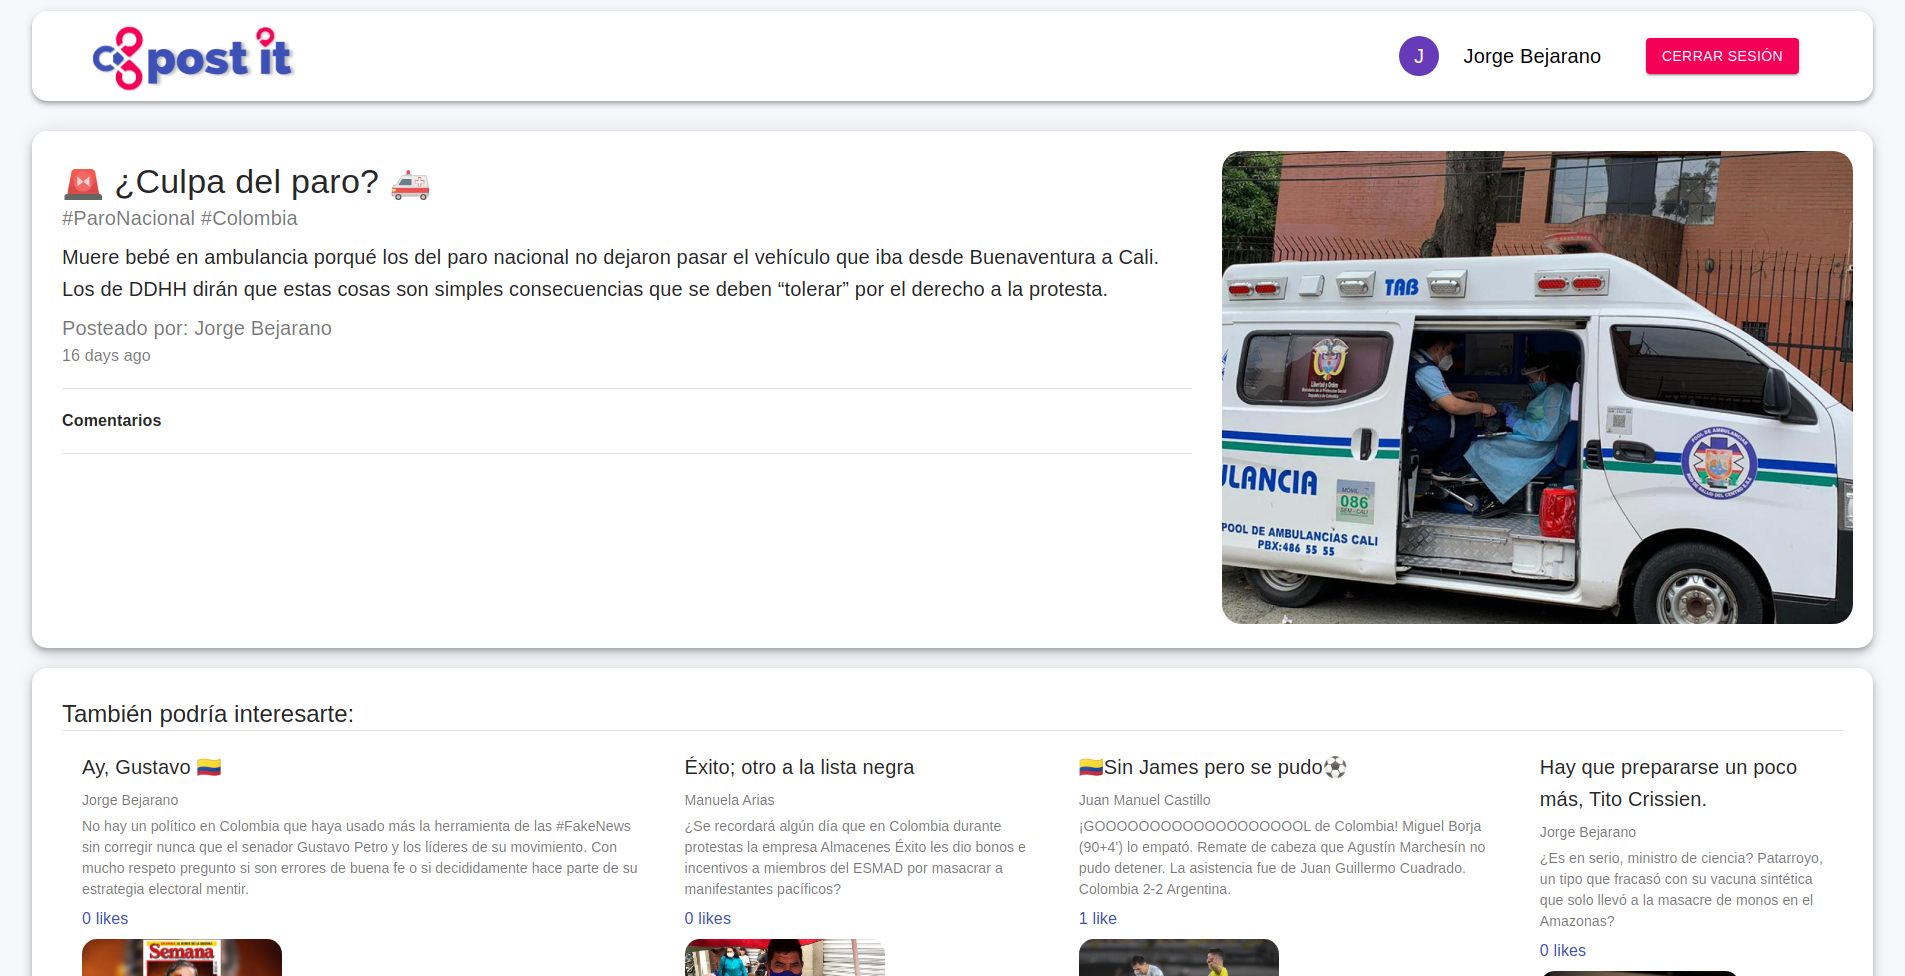 post it
J
Jorge Bejarano
CERRAR SESIÓN
🚨 ¿Culpa del paro? 🚑
#ParoNacional #Colombia
Muere bebé en ambulancia porqué los del paro nacional no dejaron pasar el vehículo que iba desde Buenaventura a Cali.
Los de DDHH dirán que estas cosas son simples consecuencias que se deben “tolerar” por el derecho a la protesta.
Posteado por: Jorge Bejarano
16 days ago
Comentarios
TAB
Libertad y Orden
ULANCIA
MÓVIL
086
SEM - CALI
POOL DE AMBULANCIAS CALI
PBX:486 55 55
POOL DE AMBULANCIAS
RED DE SALUD DEL CENTRO E.S.E
También podría interesarte:
Ay, Gustavo 🇨🇴
Jorge Bejarano
No hay un político en Colombia que haya usado más la herramienta de las #FakeNews
sin corregir nunca que el senador Gustavo Petro y los líderes de su movimiento. Con
mucho respeto pregunto si son errores de buena fe o si decididamente hace parte de su
estrategia electoral mentir.
0 likes
Semana
Éxito; otro a la lista negra
Manuela Arias
¿Se recordará algún día que en Colombia durante
protestas la empresa Almacenes Éxito les dio bonos e
incentivos a miembros del ESMAD por masacrar a
manifestantes pacíficos?
0 likes
🇨🇴Sin James pero se pudo⚽
Juan Manuel Castillo
¡GOOOOOOOOOOOOOOOOOOOL de Colombia! Miguel Borja
(90+4') lo empató. Remate de cabeza que Agustín Marchesín no
pudo detener. La asistencia fue de Juan Guillermo Cuadrado.
Colombia 2-2 Argentina.
1 like
Hay que prepararse un poco
más, Tito Crissien.
Jorge Bejarano
¿Es en serio, ministro de ciencia? Patarroyo,
un tipo que fracasó con su vacuna sintética
que solo llevó a la masacre de monos en el
Amazonas?
0 likes